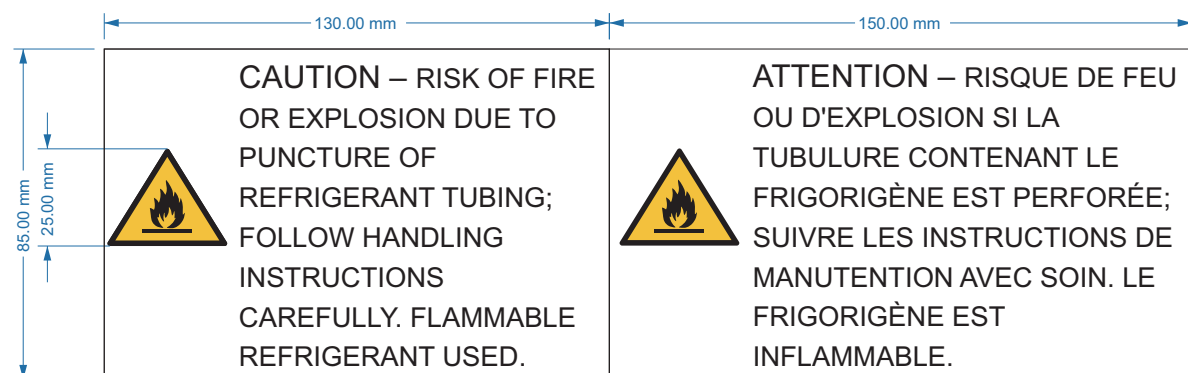 130.00 mm
150.00 mm
85.00 mm
25.00 mm
CAUTION – RISK OF FIRE
OR EXPLOSION DUE TO
PUNCTURE OF
REFRIGERANT TUBING;
FOLLOW HANDLING
INSTRUCTIONS
CAREFULLY. FLAMMABLE
REFRIGERANT USED.
ATTENTION – RISQUE DE FEU
OU D'EXPLOSION SI LA
TUBULURE CONTENANT LE
FRIGORIGÈNE EST PERFORÉE;
SUIVRE LES INSTRUCTIONS DE
MANUTENTION AVEC SOIN. LE
FRIGORIGÈNE EST
INFLAMMABLE.